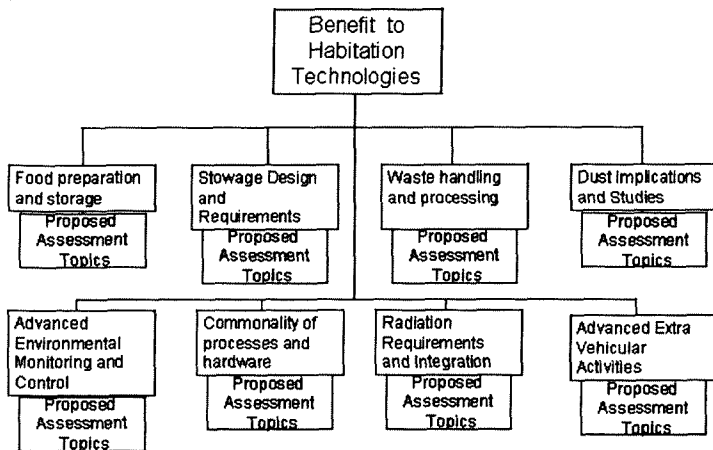 Benefit to
Habitation
Technologies
Food preparation
and storage
Proposed
Assessment
Topics
Stowage Design
and
Requirements
Proposed
Assessment
Topics
Waste handling
and processing
Proposed
Assessment
Topics
Dust Implications
and Studies
Proposed
Assessment
Topics
Advanced
Environmental
Monitoring and
Control
Proposed
Assessment
Topics
Commonality of
processes and
hardware
Proposed
Assessment
Topics
Radiation
Requirements
and Integration
Proposed
Assessment
Topics
Advanced Extra
Vehicular
Activities
Proposed
Assessment
Topics